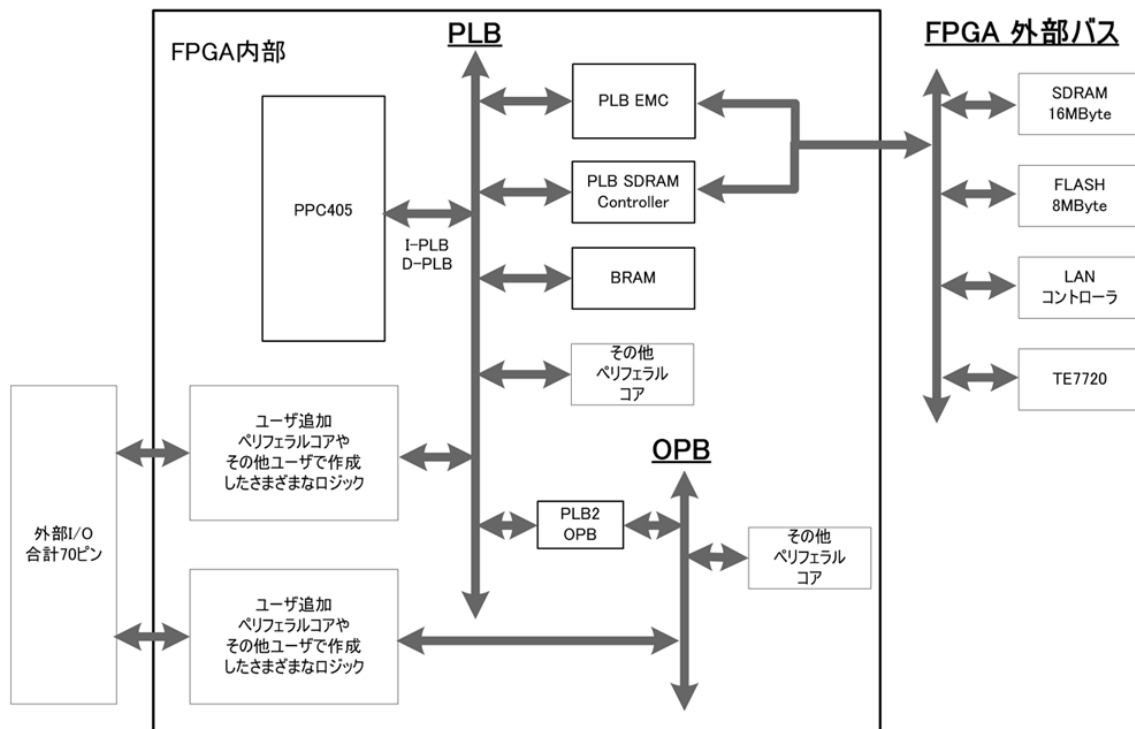 FPGA内部
PLB
FPGA 外部バス
PPC405
I-PLB
D-PLB
PLB EMC
PLB SDRAM
Controller
BRAM
その他
ペリフェラル
コア
SDRAM
16MByte
FLASH
8MByte
LAN
コントローラ
TE7720
外部I/O
合計70ピン
ユーザ追加
ペリフェラルコアや
その他ユーザで作成
したさまざまなロジック
OPB
PLB2
OPB
その他
ペリフェラル
コア
ユーザ追加
ペリフェラルコアや
その他ユーザで作成
したさまざまなロジック